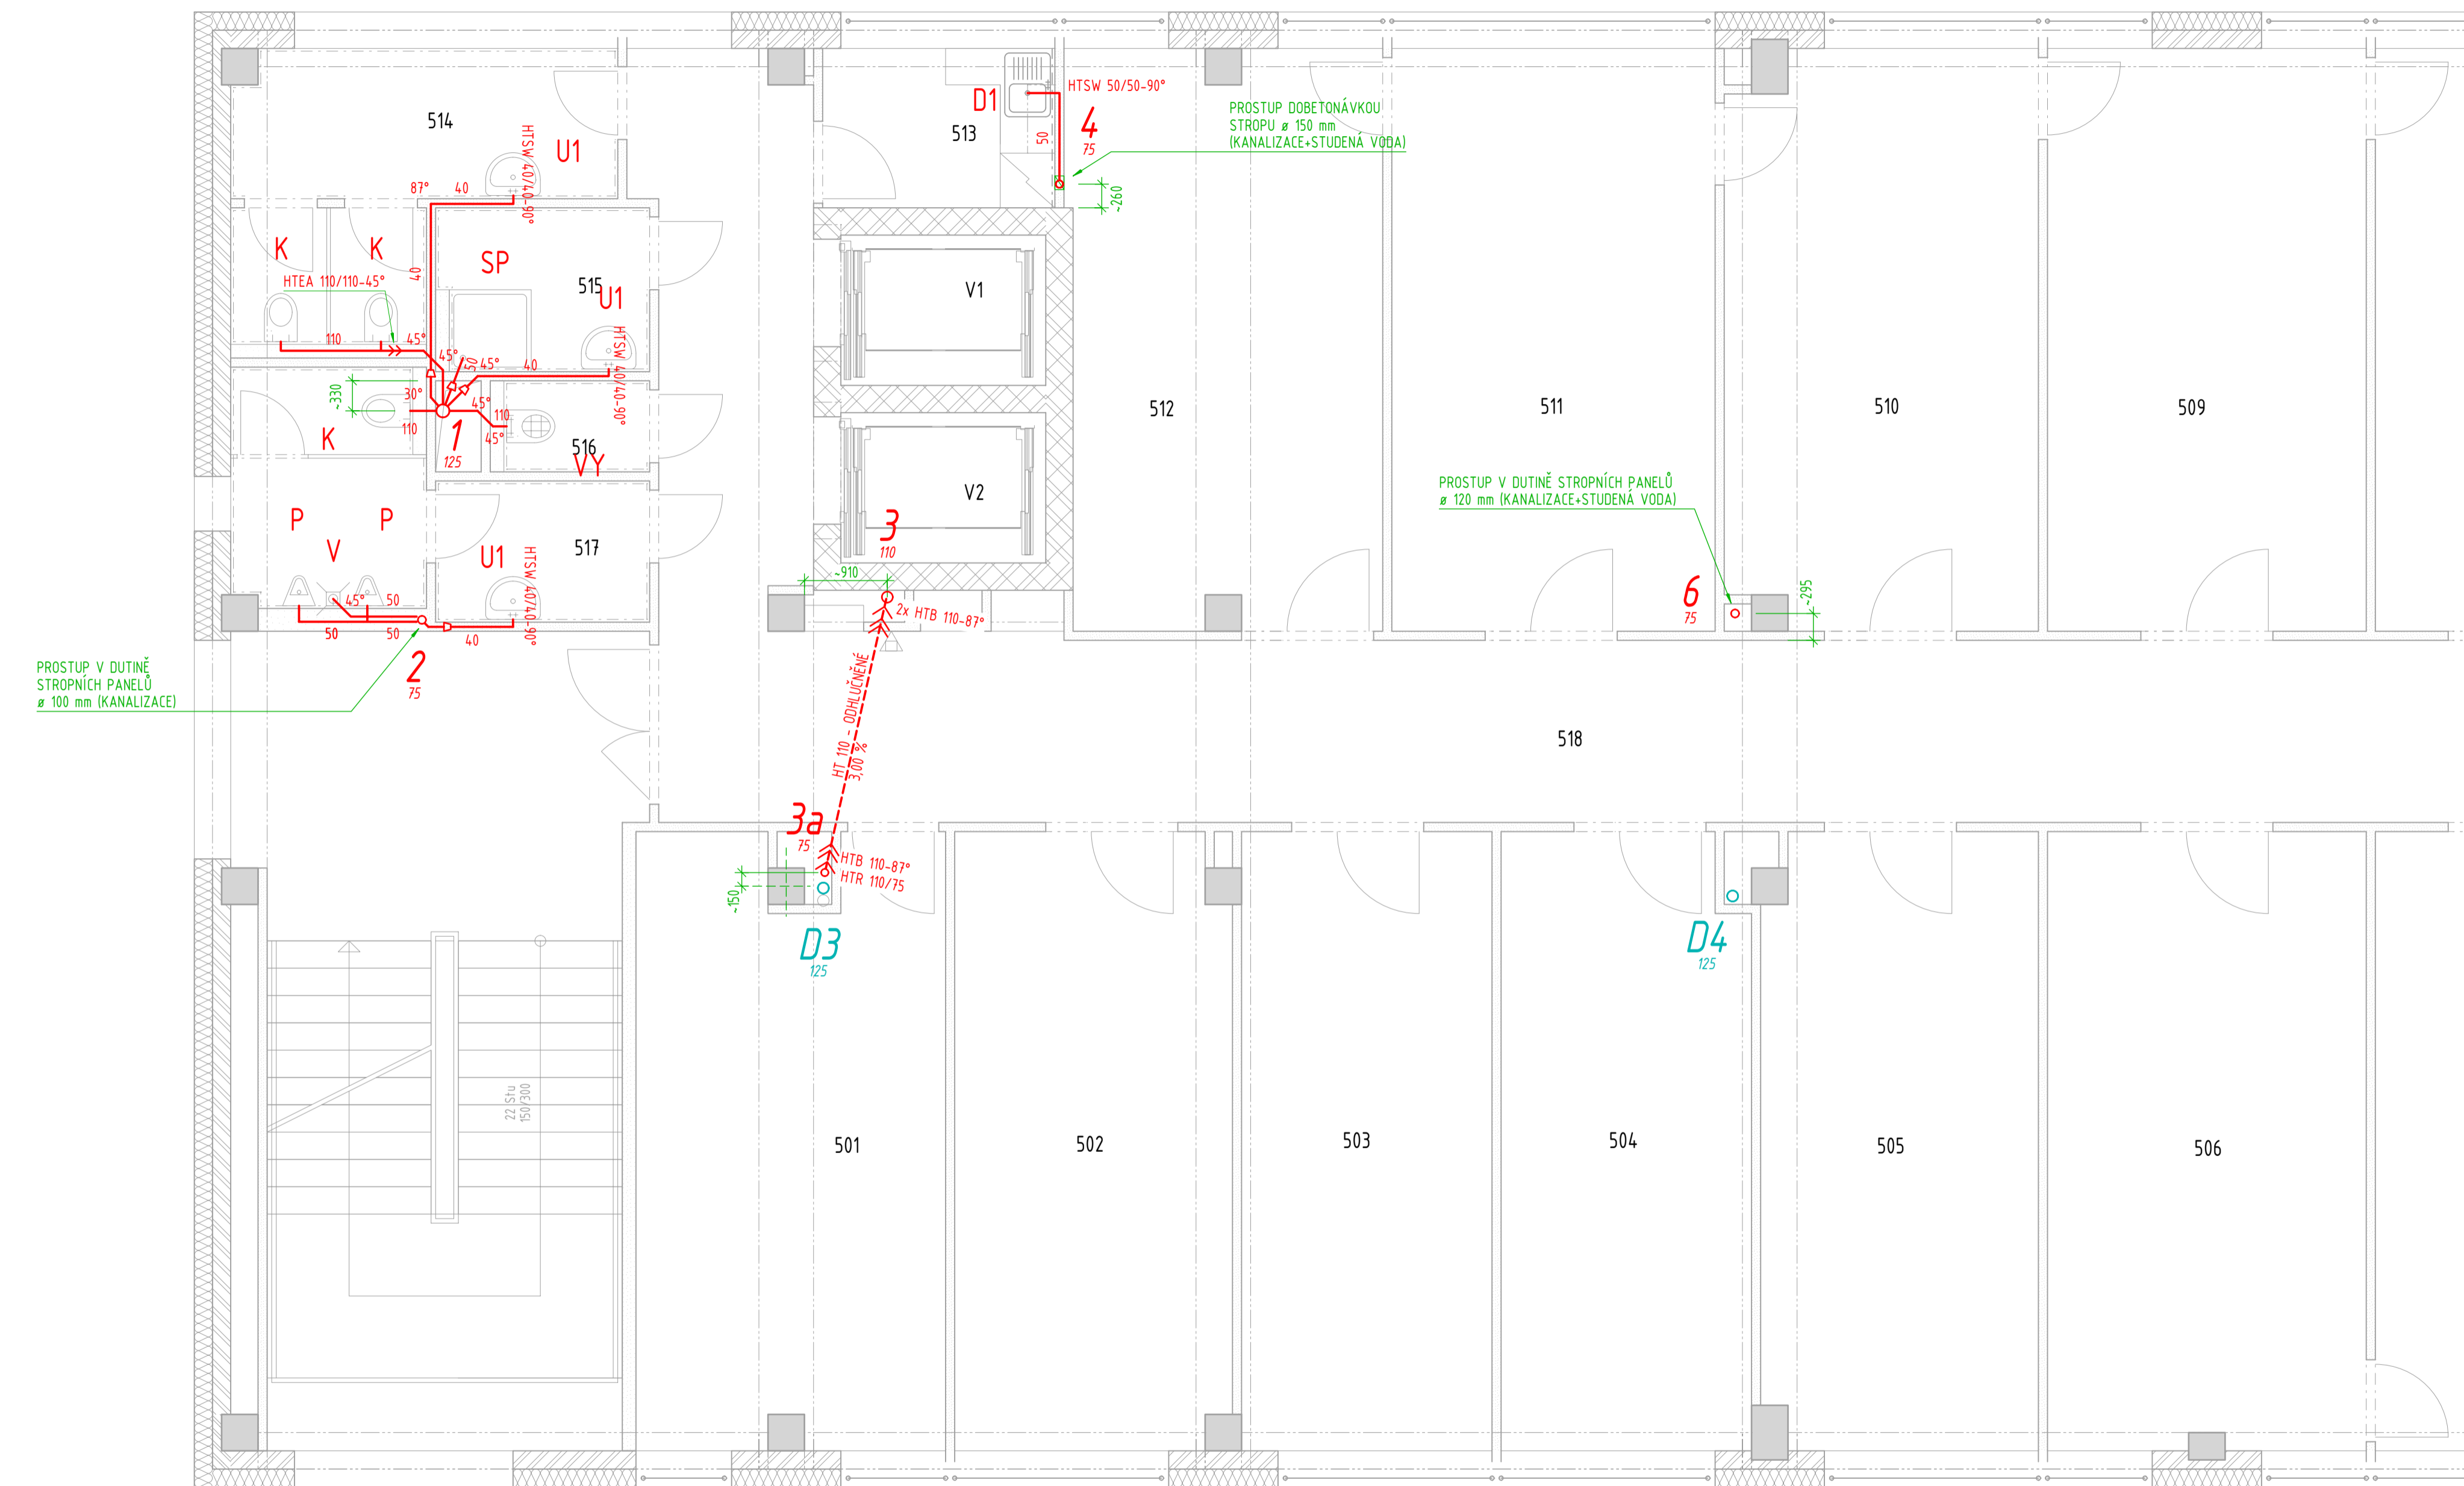 514
HTSW 40/40-90°
U1
87°
40
K
K
40
HTEA 110/110-45°
SP
515
U1
HTSW 40/40-90°
110
45°
45°
50
45°
40
~330
30°
110
1
125
45°
110
45°
516
VY
K
P
P
V
45°
50
50
50
U1
517
HTSW 40/40-90°
40
PROSTUP V DUTINĚ
STROPNÍCH PANELŮ
ø 100 mm (KANALIZACE)
2
75
D1
513
HTSW 50/50-90°
50
4
75
PROSTUP DOBETONÁVKOU
STROPU ø 150 mm
(KANALIZACE+STUDENÁ VODA)
~260
V1
V2
512
511
510
509
PROSTUP V DUTINĚ STROPNÍCH PANELŮ
ø 120 mm (KANALIZACE+STUDENÁ VODA)
6
75
~295
3
110
~910
2x HTB 110-87°
HT 110 - ODHLUČNĚNÉ
3,00 %
518
3a
75
HTB 110-87°
HTR 110/75
~150
D3
125
D4
125
22 Stu
150/300
501
502
503
504
505
506